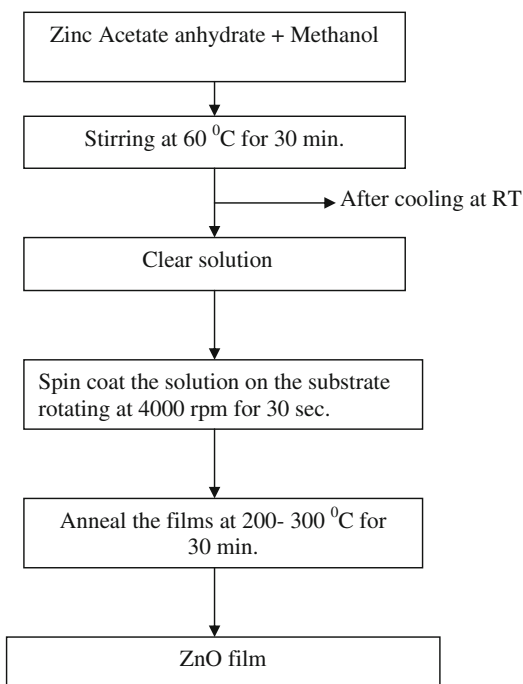 Zinc Acetate anhydrate + Methanol
Stirring at 60 ⁰C for 30 min.
After cooling at RT
Clear solution
Spin coat the solution on the substrate
rotating at 4000 rpm for 30 sec.
Anneal the films at 200- 300 ⁰C for
30 min.
ZnO film